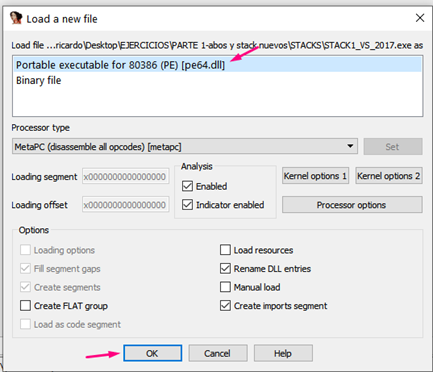 Load a new file
Load file ...ricardo\Desktop\EJERCICIOS\PARTE 1-abos y stack nuevos\STACKS\STACK1_VS_2017.exe as
Portable executable for 80386 (PE) [pe64.dll]
Binary file
Processor type
MetaPC (disassemble all opcodes) [metapc]
Set
Analysis
Loading segment
x000000000000000
Enabled
Kernel options 1
Kernel options 2
Loading offset
x000000000000000
Indicator enabled
Processor options
Options
Loading options
Load resources
Fill segment gaps
Rename DLL entries
Create segments
Manual load
Create FLAT group
Create imports segment
Load as code segment
OK
Cancel
Help